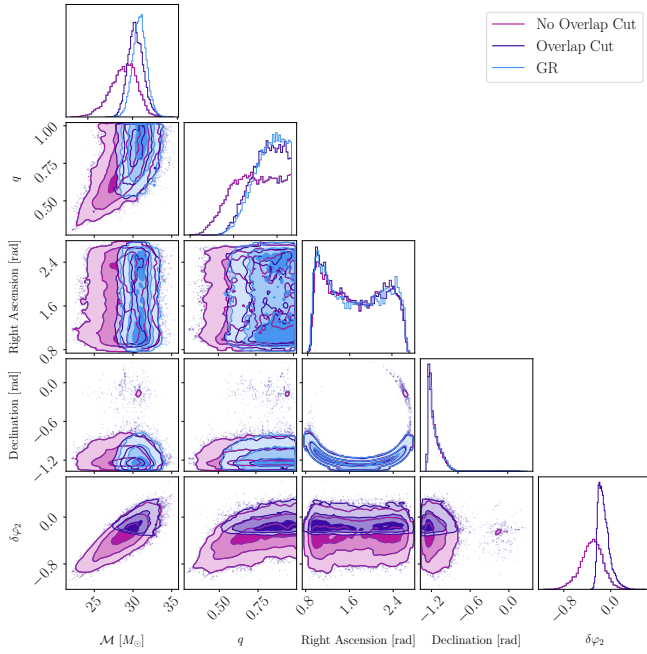 No Overlap Cut
Overlap Cut
GR
1.00
0.75
0.50
q
2.4
1.6
0.8
Right Ascension [rad]
0.0
−0.6
−1.2
Declination [rad]
0.0
−0.8
δφ₂
25 30 35
0.50 0.75
0.8 1.6 2.4
−1.2 −0.6 0.0
−0.8 0.0
ℳ [M⊙] q Right Ascension [rad] Declination [rad] δφ₂